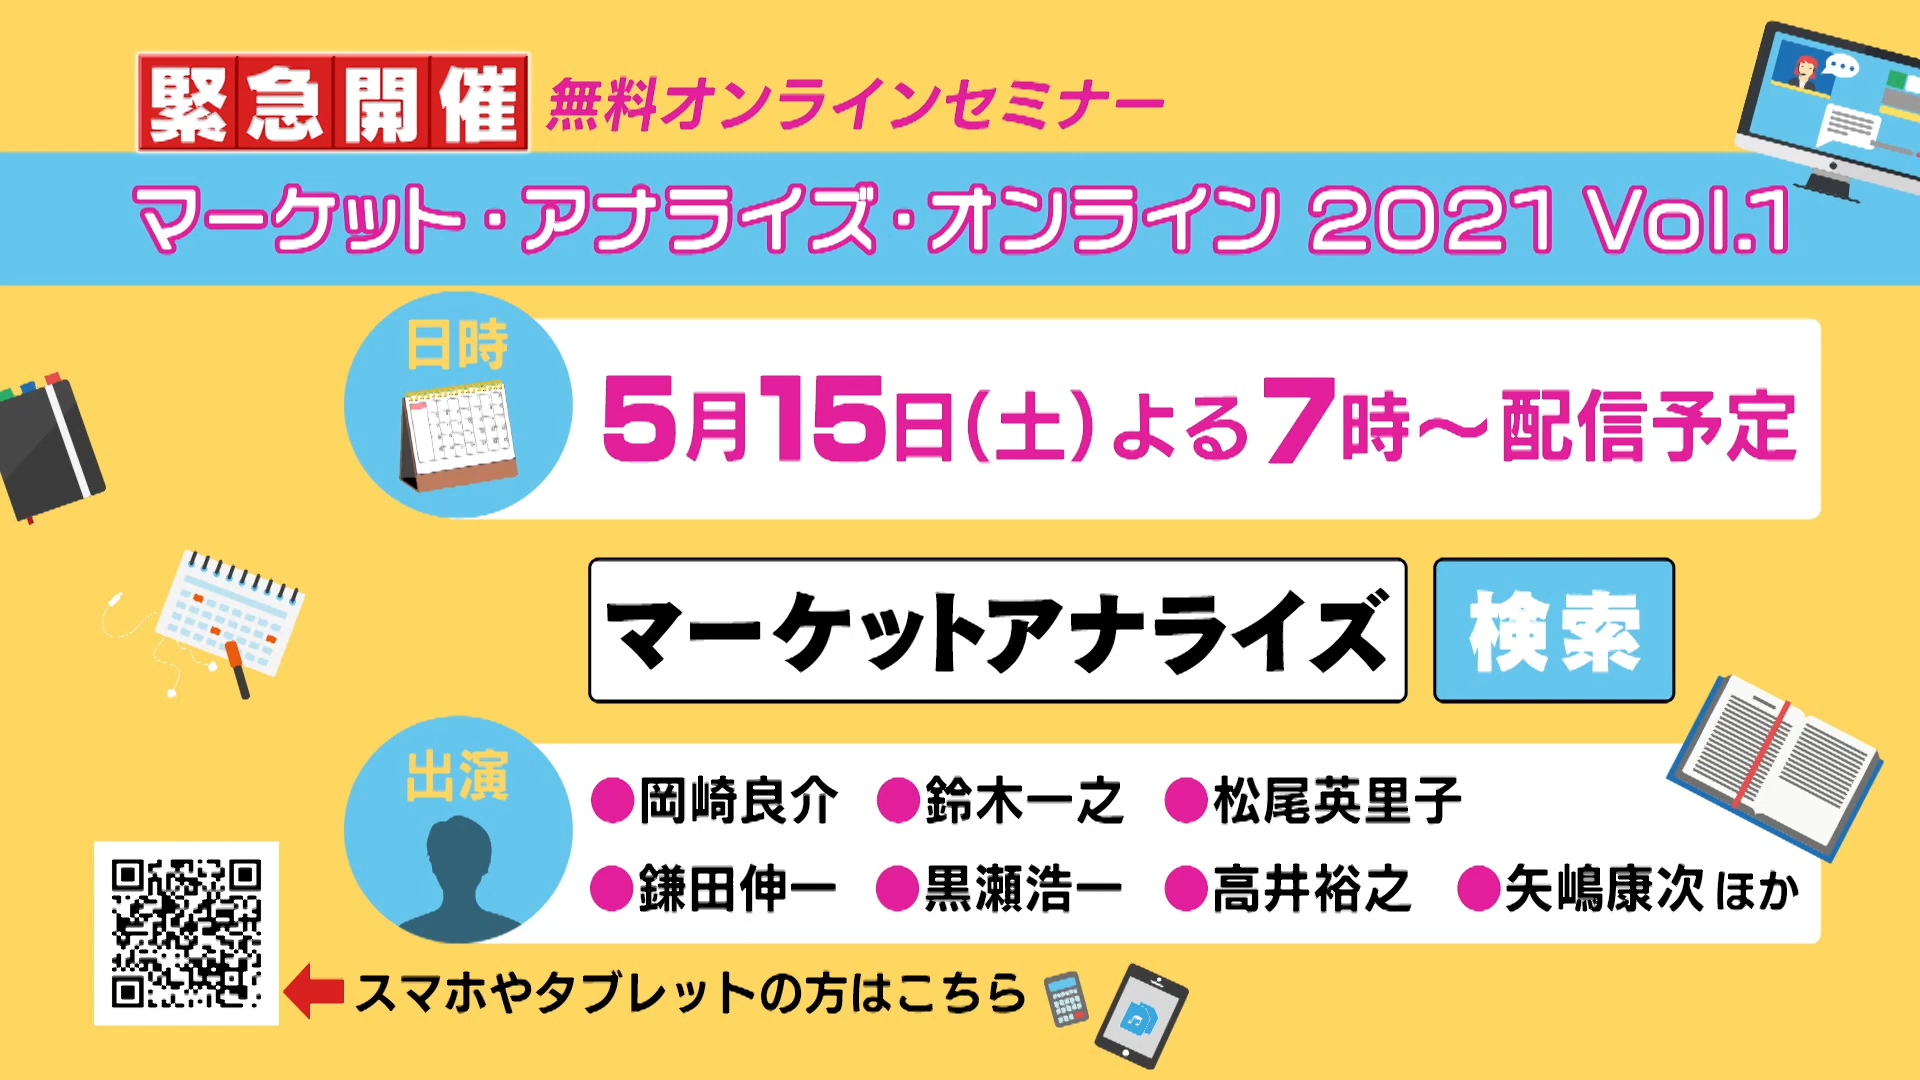 緊急開催 無料オンラインセミナー
マーケット・アナライズ・オンライン 2021 Vol.1
日時
5月15日(土)よる7時～配信予定
マーケットアナライズ 検索
出演
●岡崎良介 ●鈴木一之 ●松尾英里子
●鎌田伸一 ●黒瀬浩一 ●高井裕之 ●矢嶋康次 ほか
スマホやタブレットの方はこちら